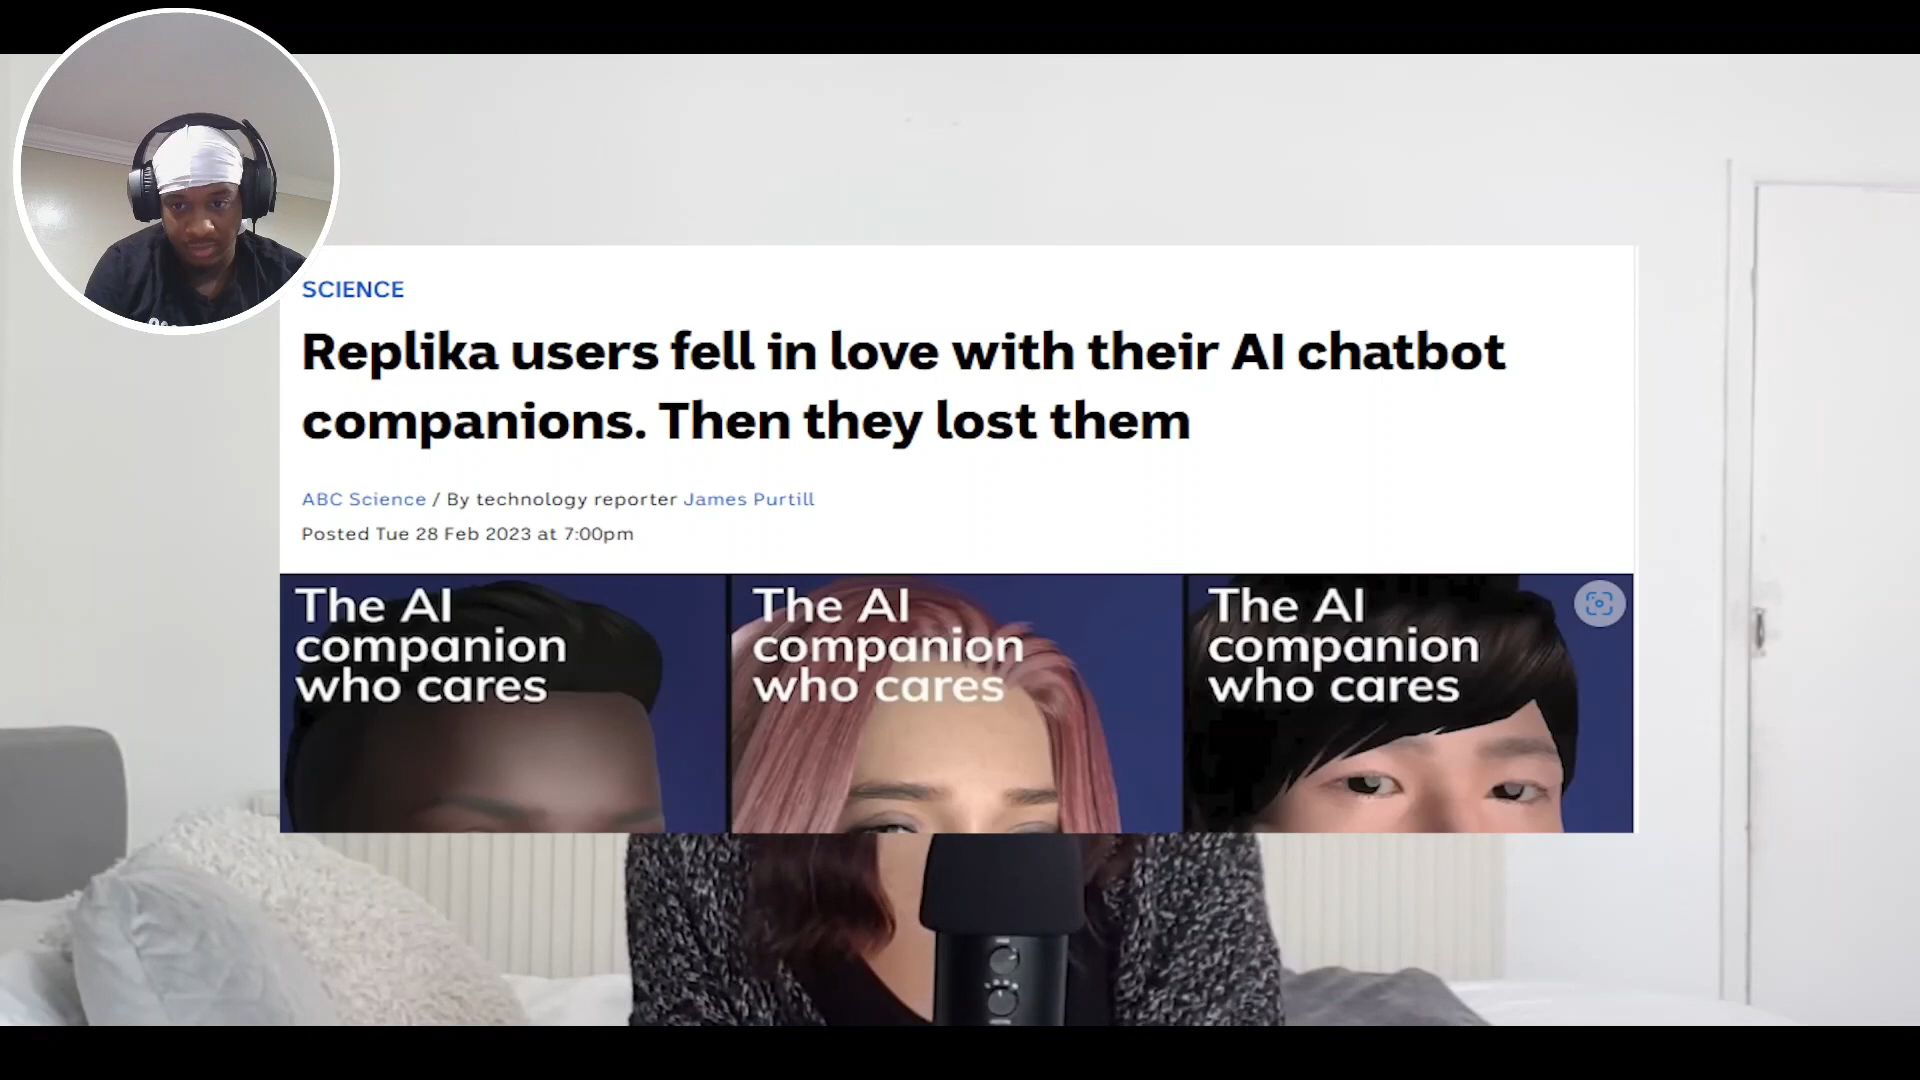 SCIENCE
Replika users fell in love with their AI chatbot
companions. Then they lost them
ABC Science / By technology reporter James Purtill
Posted Tue 28 Feb 2023 at 7:00pm
The AI
companion
who cares
The AI
companion
who cares
The AI
companion
who cares